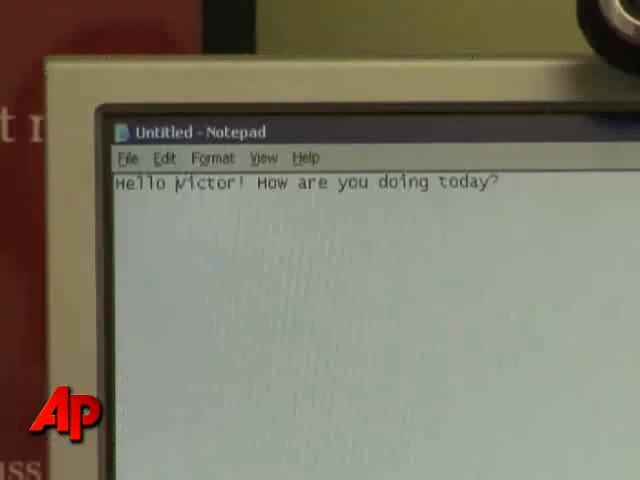 Untitled - Notepad
File Edit Format View Help
Hello victor! How are you doing today?
AP